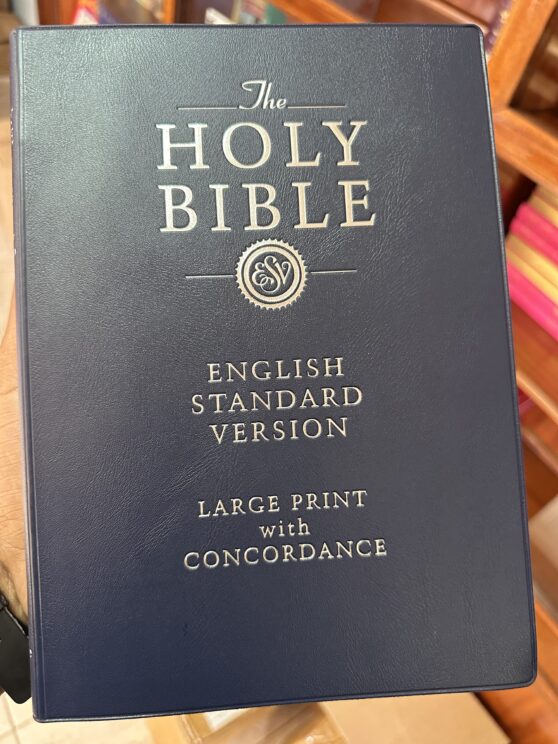 The
HOLY
BIBLE
ESV
ENGLISH
STANDARD
VERSION
LARGE PRINT
with
CONCORDANCE